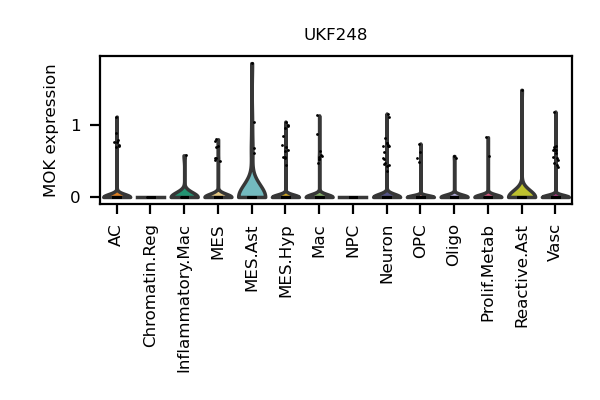 UKF248
MOK expression
1
0
AC
Chromatin.Reg
Inflammatory.Mac
MES
MES.Ast
MES.Hyp
Mac
NPC
Neuron
OPC
Oligo
Prolif.Metab
Reactive.Ast
Vasc